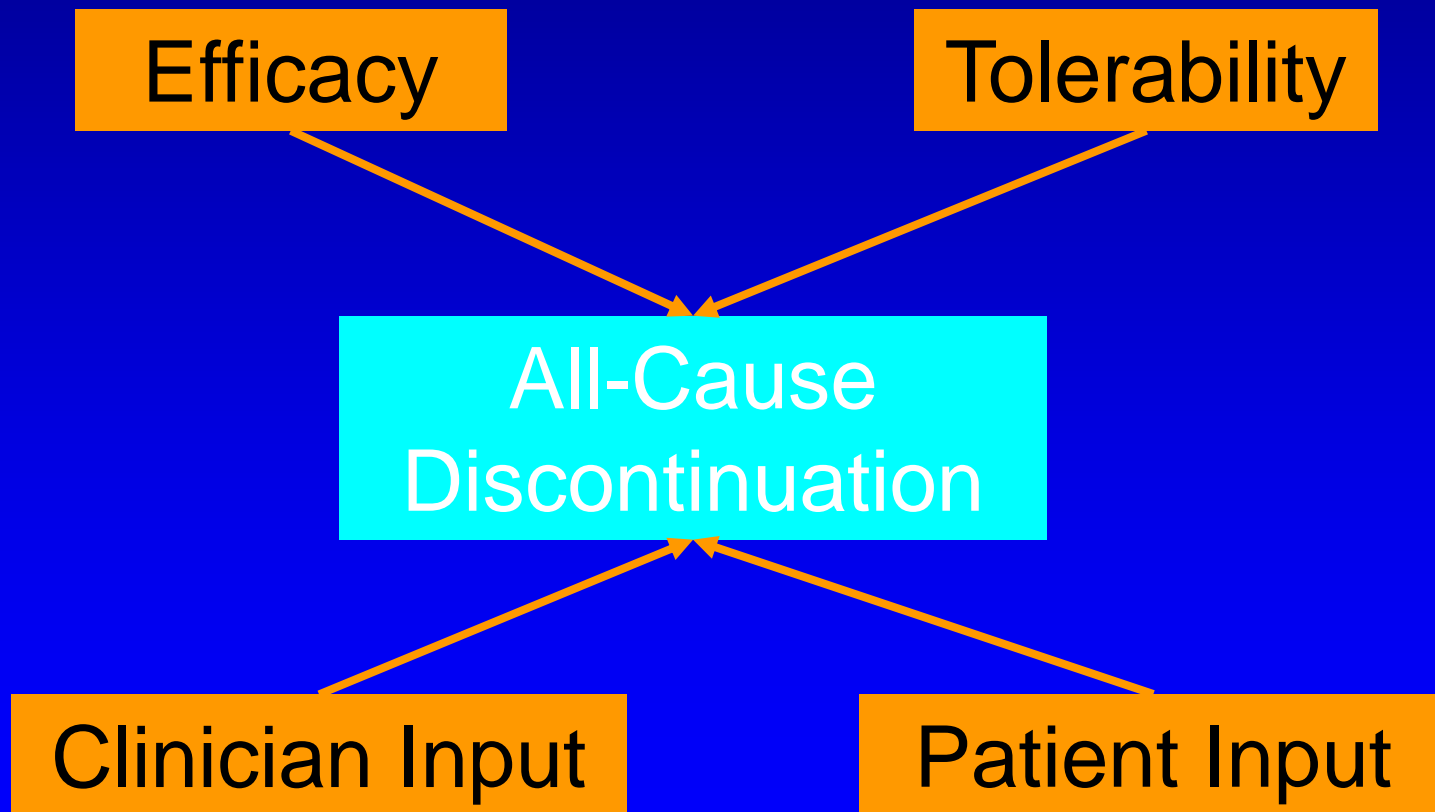 Efficacy
Tolerability
All-Cause
Discontinuation
Clinician Input
Patient Input